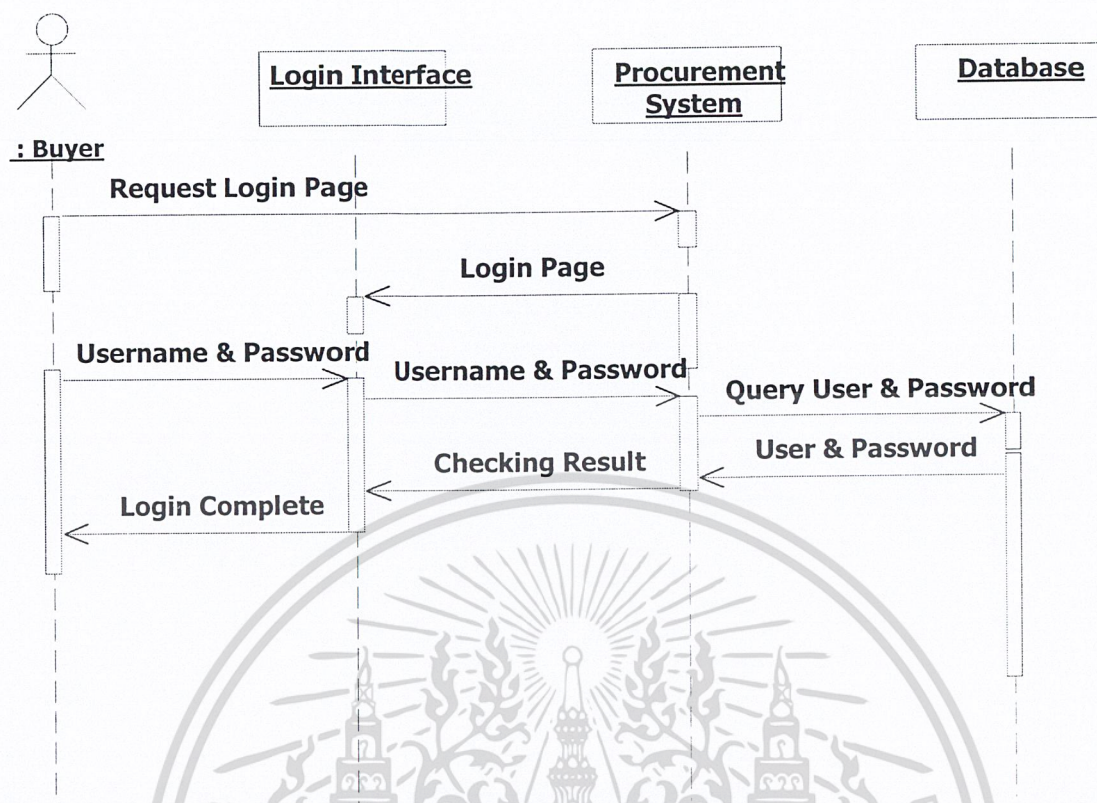 Login Interface
Procurement
System
Database
: Buyer
Request Login Page
Login Page
Username & Password
Username & Password
Query User & Password
User & Password
Checking Result
Login Complete